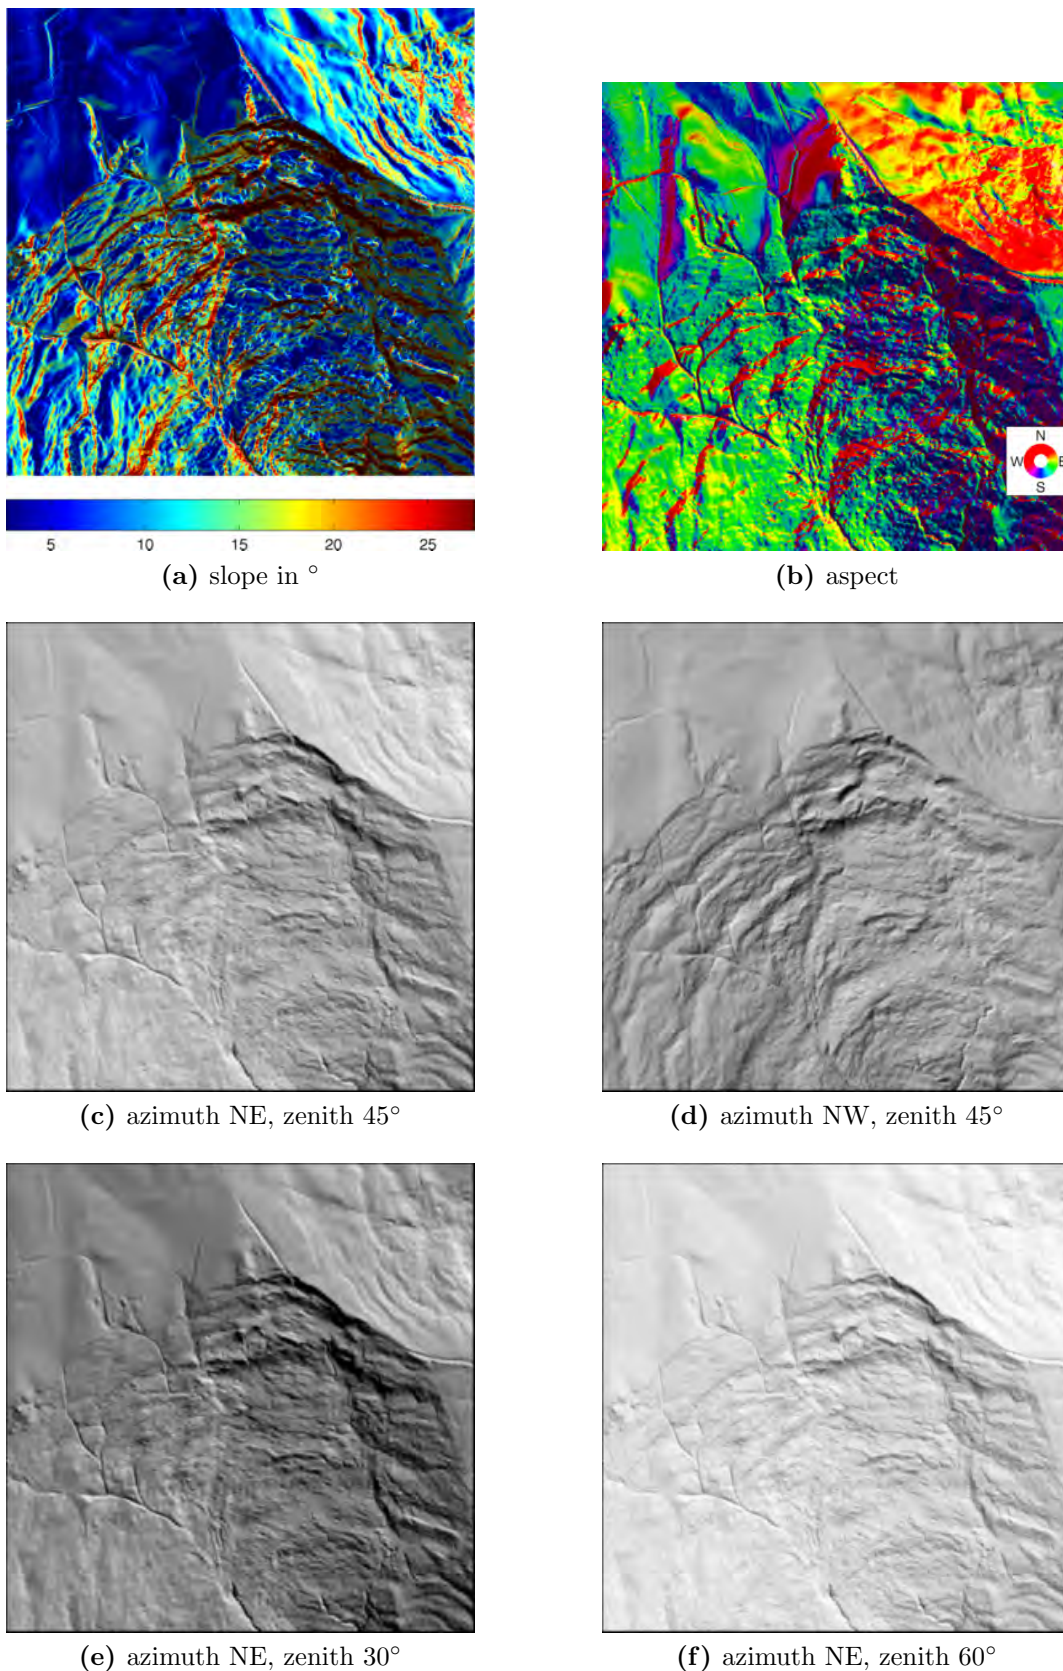 N
W E
S
5 10 15 20 25
(a) slope in °
(b) aspect
(c) azimuth NE, zenith 45°
(d) azimuth NW, zenith 45°
(e) azimuth NE, zenith 30°
(f) azimuth NE, zenith 60°